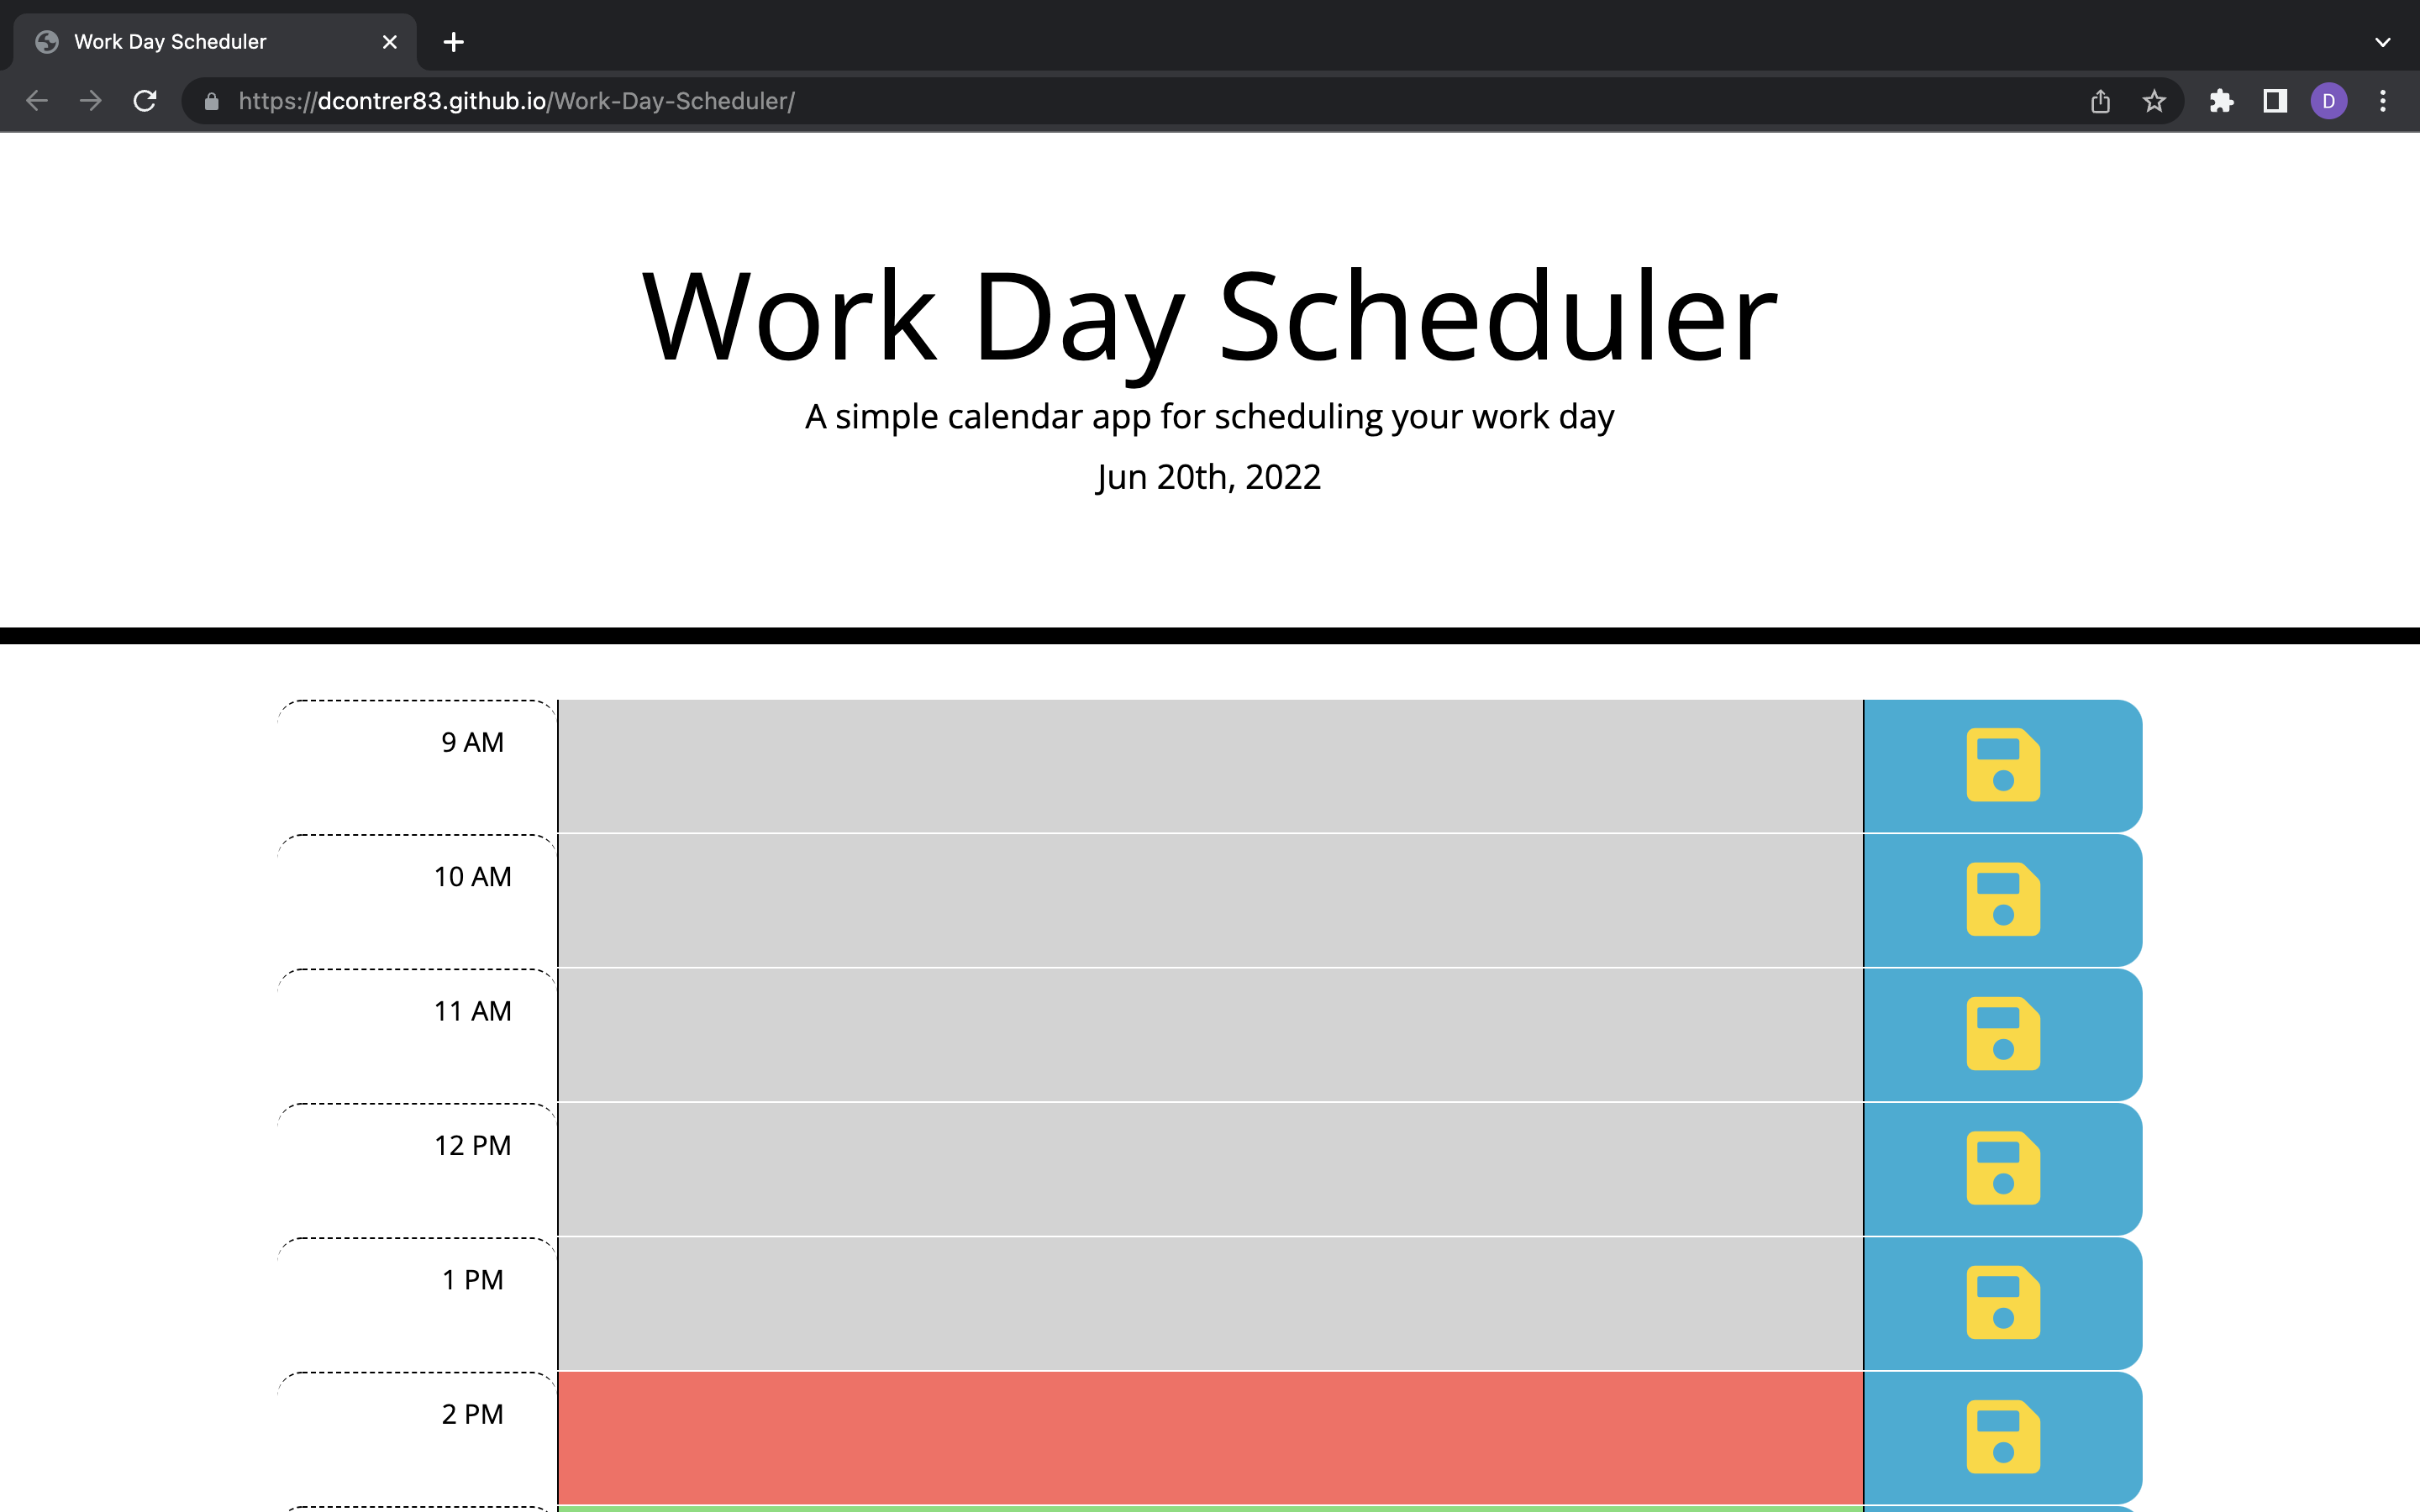 Work Day Scheduler
https://dcontrer83.github.io/Work-Day-Scheduler/
D
Work Day Scheduler
A simple calendar app for scheduling your work day
Jun 20th, 2022
9 AM
10 AM
11 AM
12 PM
1 PM
2 PM